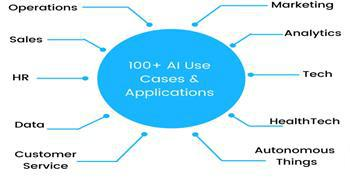 Operations
Marketing
Sales
Analytics
100+ AI Use
Cases &
Applications
HR
Tech
Data
HealthTech
Customer
Service
Autonomous
Things